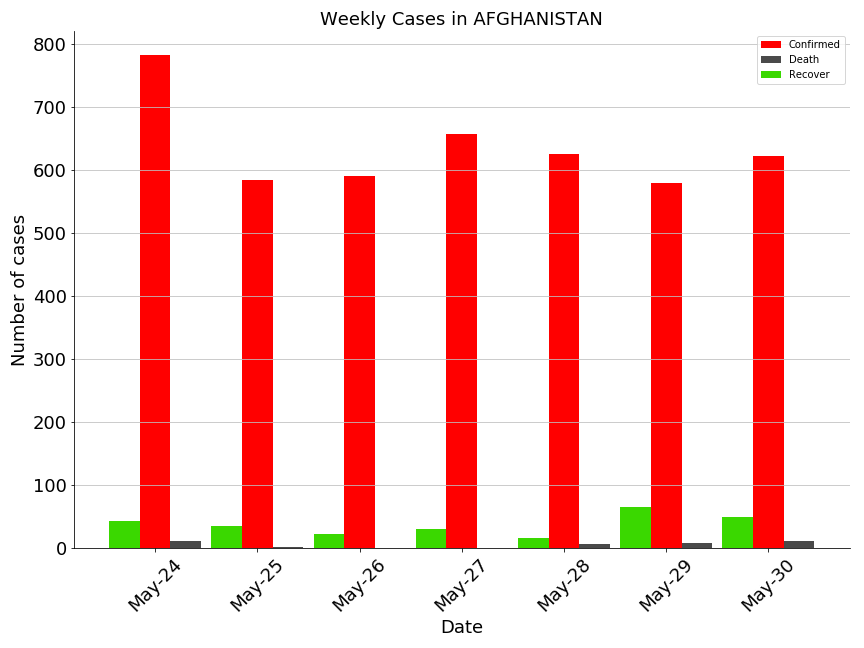 Weekly Cases in AFGHANISTAN
Confirmed
Death
Recover
Number of cases
800
700
600
500
400
300
200
100
0
May-24
May-25
May-26
May-27
May-28
May-29
May-30
Date